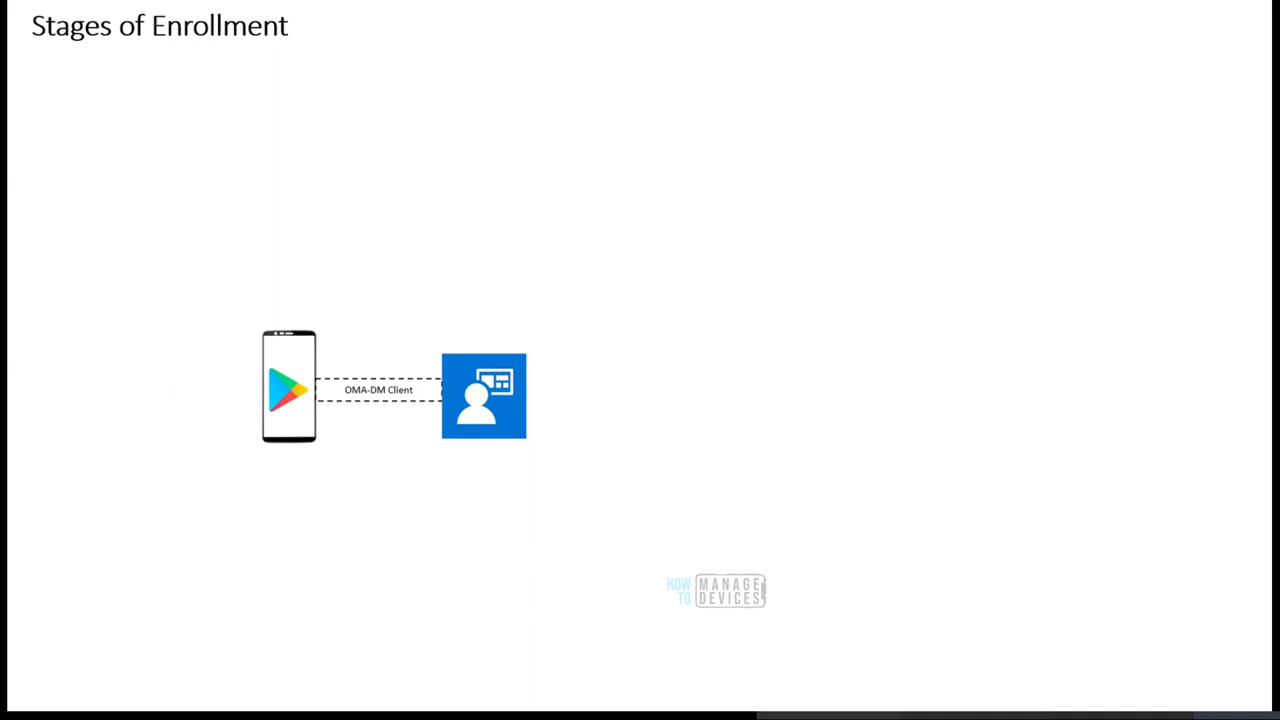 Stages of Enrollment
OMA-DM Client
HOW TO MANAGE DEVICES